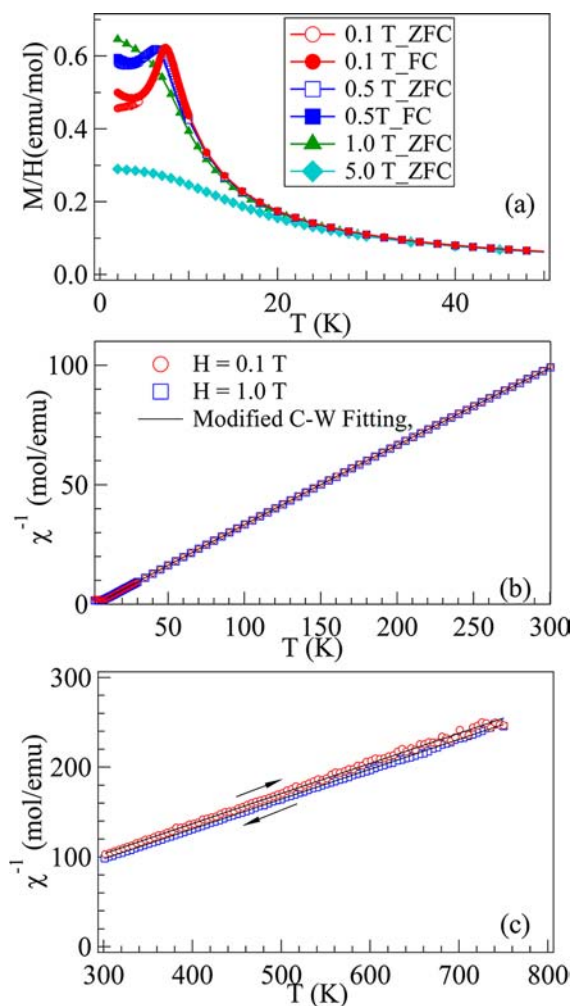 0.6
0.4
0.2
0.0
M/H(emu/mol)
0.1 T_ZFC
0.1 T_FC
0.5 T_ZFC
0.5T_FC
1.0 T_ZFC
5.0 T_ZFC
(a)
0 20 40
T (K)
100
50
0
χ⁻¹ (mol/emu)
H = 0.1 T
H = 1.0 T
Modified C-W Fitting,
(b)
50 100 150 200 250 300
T (K)
300
200
100
0
χ⁻¹ (mol/emu)
(c)
300 400 500 600 700 800
T (K)